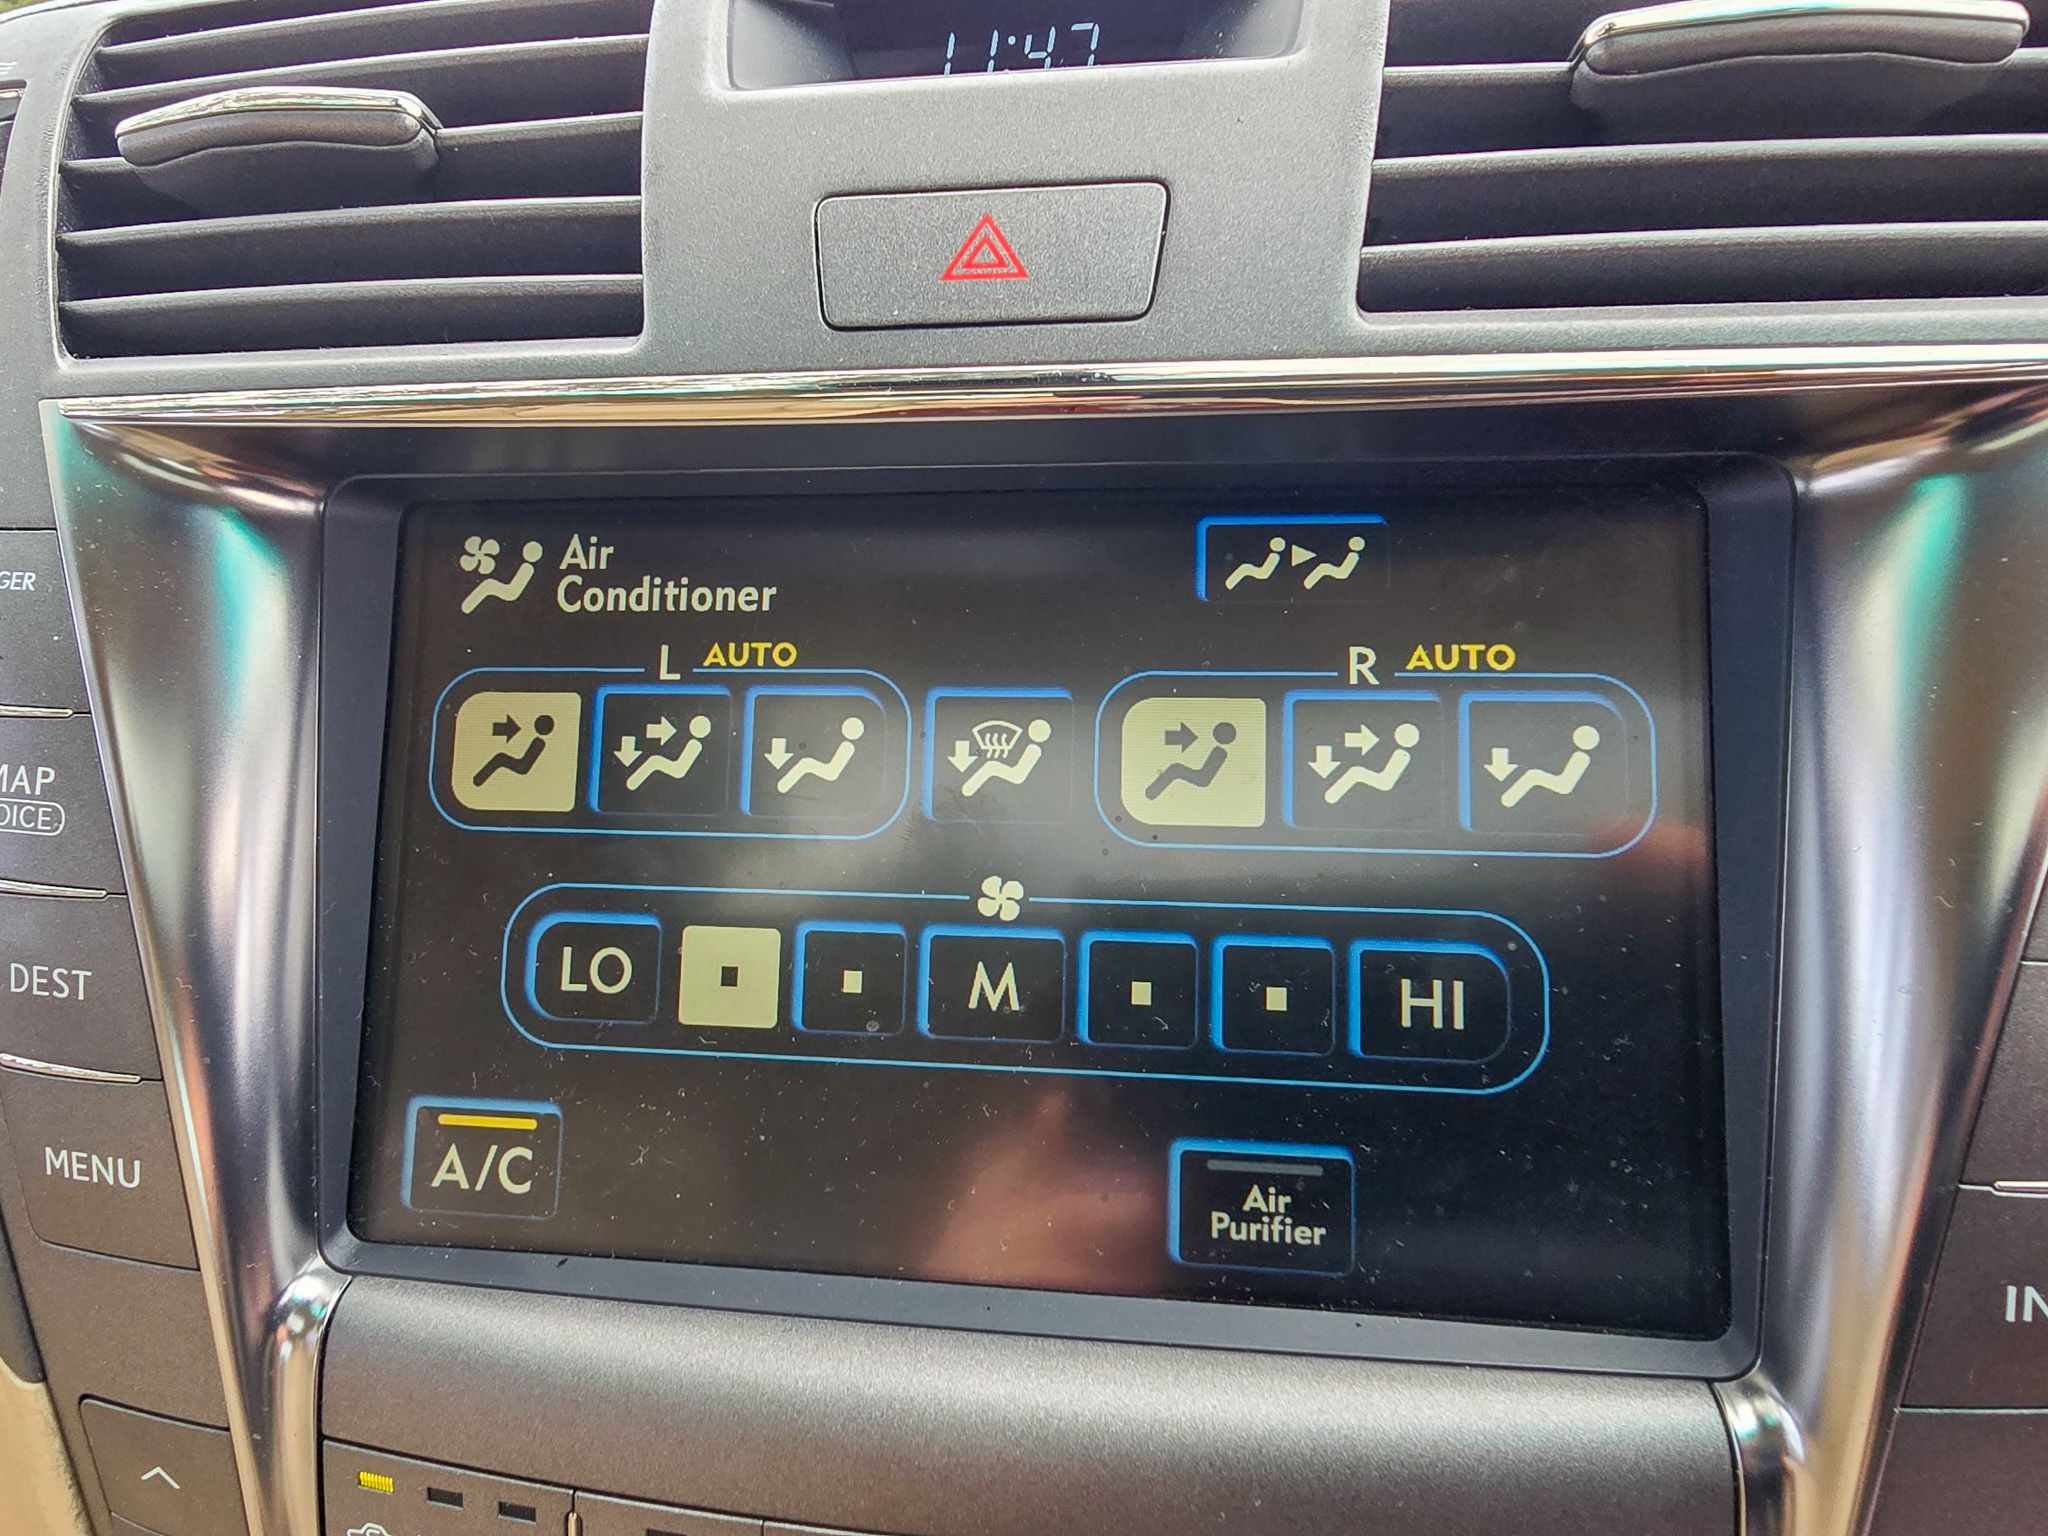 11:47
Air
Conditioner
L AUTO
R AUTO
LO M HI
A/C
Air
Purifier
MAP
DEST
MENU